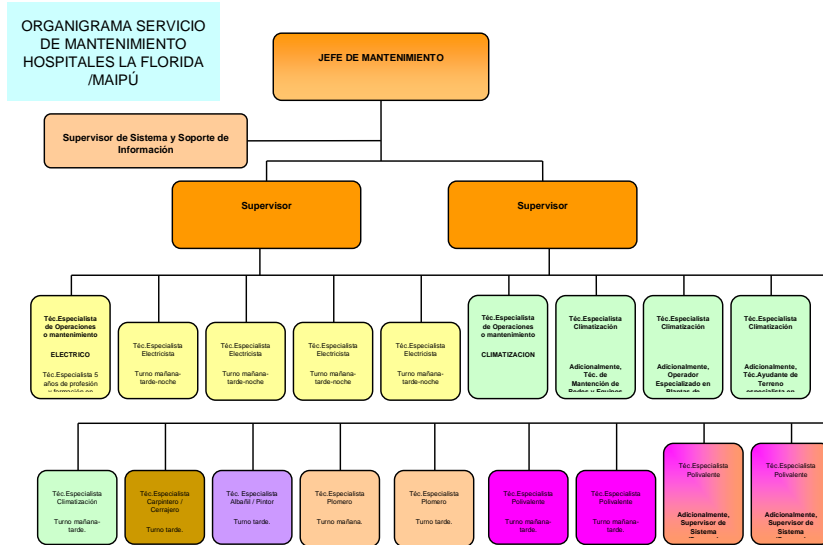 ORGANIGRAMA SERVICIO
DE MANTENIMIENTO
HOSPITALES LA FLORIDA
/MAIPÚ
JEFE DE MANTENIMIENTO
Supervisor de Sistema y Soporte de
Información
Supervisor
Supervisor
Téc.Especialista
de Operaciones
o mantenimiento
ELECTRICO
Téc.Especialista 5
años de profesión
Téc.Especialista
Electricista
Turno mañana-
tarde-noche
Téc.Especialista
Electricista
Turno mañana-
tarde-noche
Téc.Especialista
Electricista
Turno mañana-
tarde-noche
Téc.Especialista
Electricista
Turno mañana-
tarde-noche
Téc.Especialista
de Operaciones
o mantenimiento
CLIMATIZACION
Téc.Especialista
Climatización
Adicionalmente,
Téc. de
Mantención de
Redes y Equipos
Téc.Especialista
Climatización
Adicionalmente,
Operador
Especializado en
Plantas de
Téc.Especialista
Climatización
Adicionalmente,
Téc.Ayudante de
Terreno
especialista en
Téc.Especialista
Climatización
Turno mañana-
tarde.
Téc.Especialista
Carpintero /
Cerrajero
Turno tarde.
Téc. Especialista
Albañil / Pintor
Turno tarde.
Téc.Especialista
Plomero
Turno mañana.
Téc.Especialista
Plomero
Turno tarde.
Téc.Especialista
Polivalente
Turno mañana-
tarde.
Téc.Especialista
Polivalente
Turno mañana-
tarde.
Téc.Especialista
Polivalente
Adicionalmente,
Supervisor de
Sistema
Téc.Especialista
Polivalente
Adicionalmente,
Supervisor de
Sistema